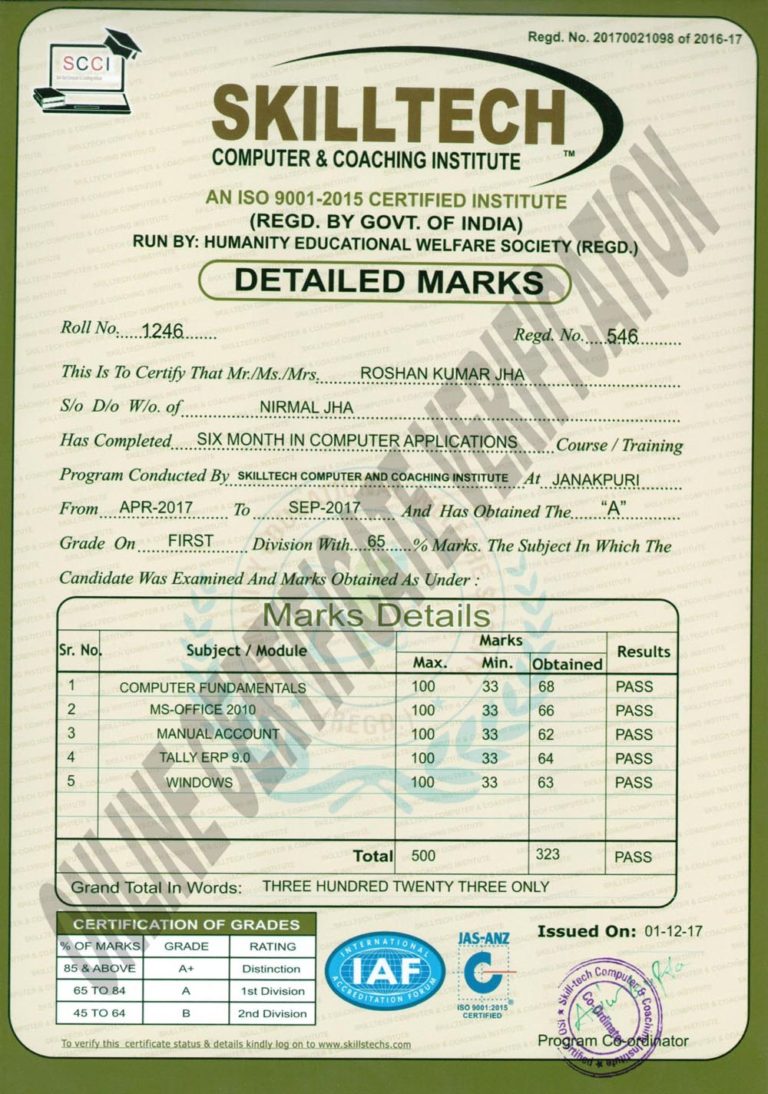 Regd. No. 20170021098 of 2016-17
SCCI
SKILLTECH
COMPUTER & COACHING INSTITUTE ™
AN ISO 9001-2015 CERTIFIED INSTITUTE
(REGD. BY GOVT. OF INDIA)
RUN BY: HUMANITY EDUCATIONAL WELFARE SOCIETY (REGD.)
DETAILED MARKS
Roll No. 1246 Regd. No. 546
This Is To Certify That Mr./Ms./Mrs. ROSHAN KUMAR JHA
S/o D/o W/o. of NIRMAL JHA
Has Completed SIX MONTH IN COMPUTER APPLICATIONS Course / Training
Program Conducted By SKILLTECH COMPUTER AND COACHING INSTITUTE At JANAKPURI
From APR-2017 To SEP-2017 And Has Obtained The "A"
Grade On FIRST Division With 65 % Marks. The Subject In Which The
Candidate Was Examined And Marks Obtained As Under :
Marks Details
Sr. No. Subject / Module Marks Results
Max. Min. Obtained
1 COMPUTER FUNDAMENTALS 100 33 68 PASS
2 MS-OFFICE 2010 100 33 66 PASS
3 MANUAL ACCOUNT 100 33 62 PASS
4 TALLY ERP 9.0 100 33 64 PASS
5 WINDOWS 100 33 63 PASS
Total 500 323 PASS
Grand Total In Words: THREE HUNDRED TWENTY THREE ONLY
CERTIFICATION OF GRADES
% OF MARKS GRADE RATING
85 & ABOVE A+ Distinction
65 TO 84 A 1st Division
45 TO 64 B 2nd Division
INTERNATIONAL
IAF
ACCREDITATION FORUM
JAS-ANZ
ISO 9001:2015
CERTIFIED
Issued On: 01-12-17
Skill-tech Computer & Coaching Institute
Co-Ordinator
ISO Certified
Program Co-ordinator
To verify this certificate status & details kindly log on to www.skillstechs.com
ONLINE CERTIFICATE VERIFICATION